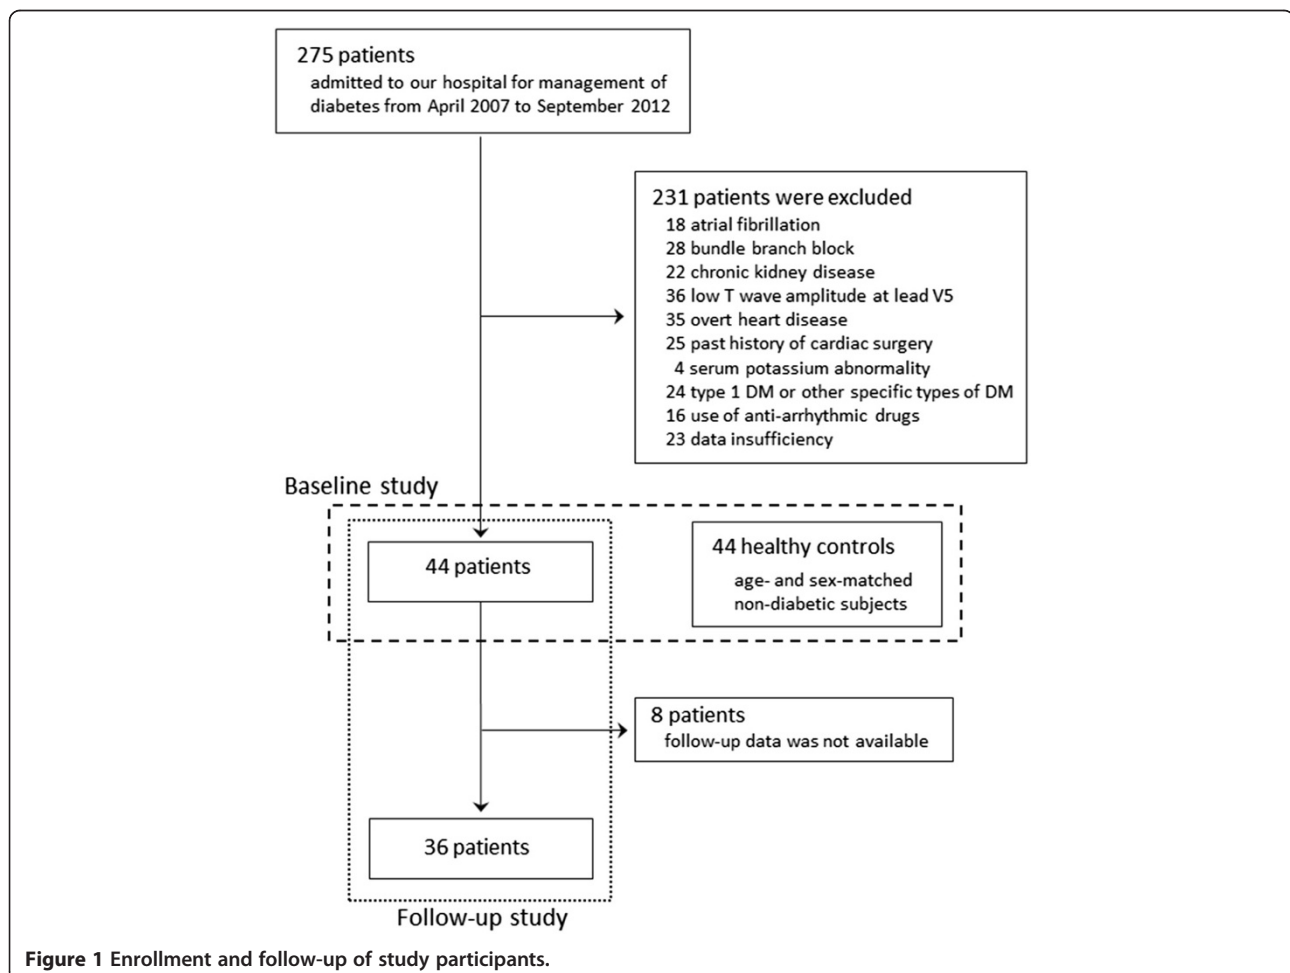 275 patients
admitted to our hospital for management of
diabetes from April 2007 to September 2012
231 patients were excluded
18 atrial fibrillation
28 bundle branch block
22 chronic kidney disease
36 low T wave amplitude at lead V5
35 overt heart disease
25 past history of cardiac surgery
4 serum potassium abnormality
24 type 1 DM or other specific types of DM
16 use of anti-arrhythmic drugs
23 data insufficiency
Baseline study
44 patients
44 healthy controls
age- and sex-matched
non-diabetic subjects
8 patients
follow-up data was not available
36 patients
Follow-up study
Figure 1 Enrollment and follow-up of study participants.